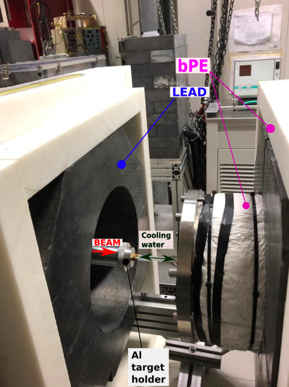 bPE
LEAD
BEAM
Cooling
water
Al
target
holder